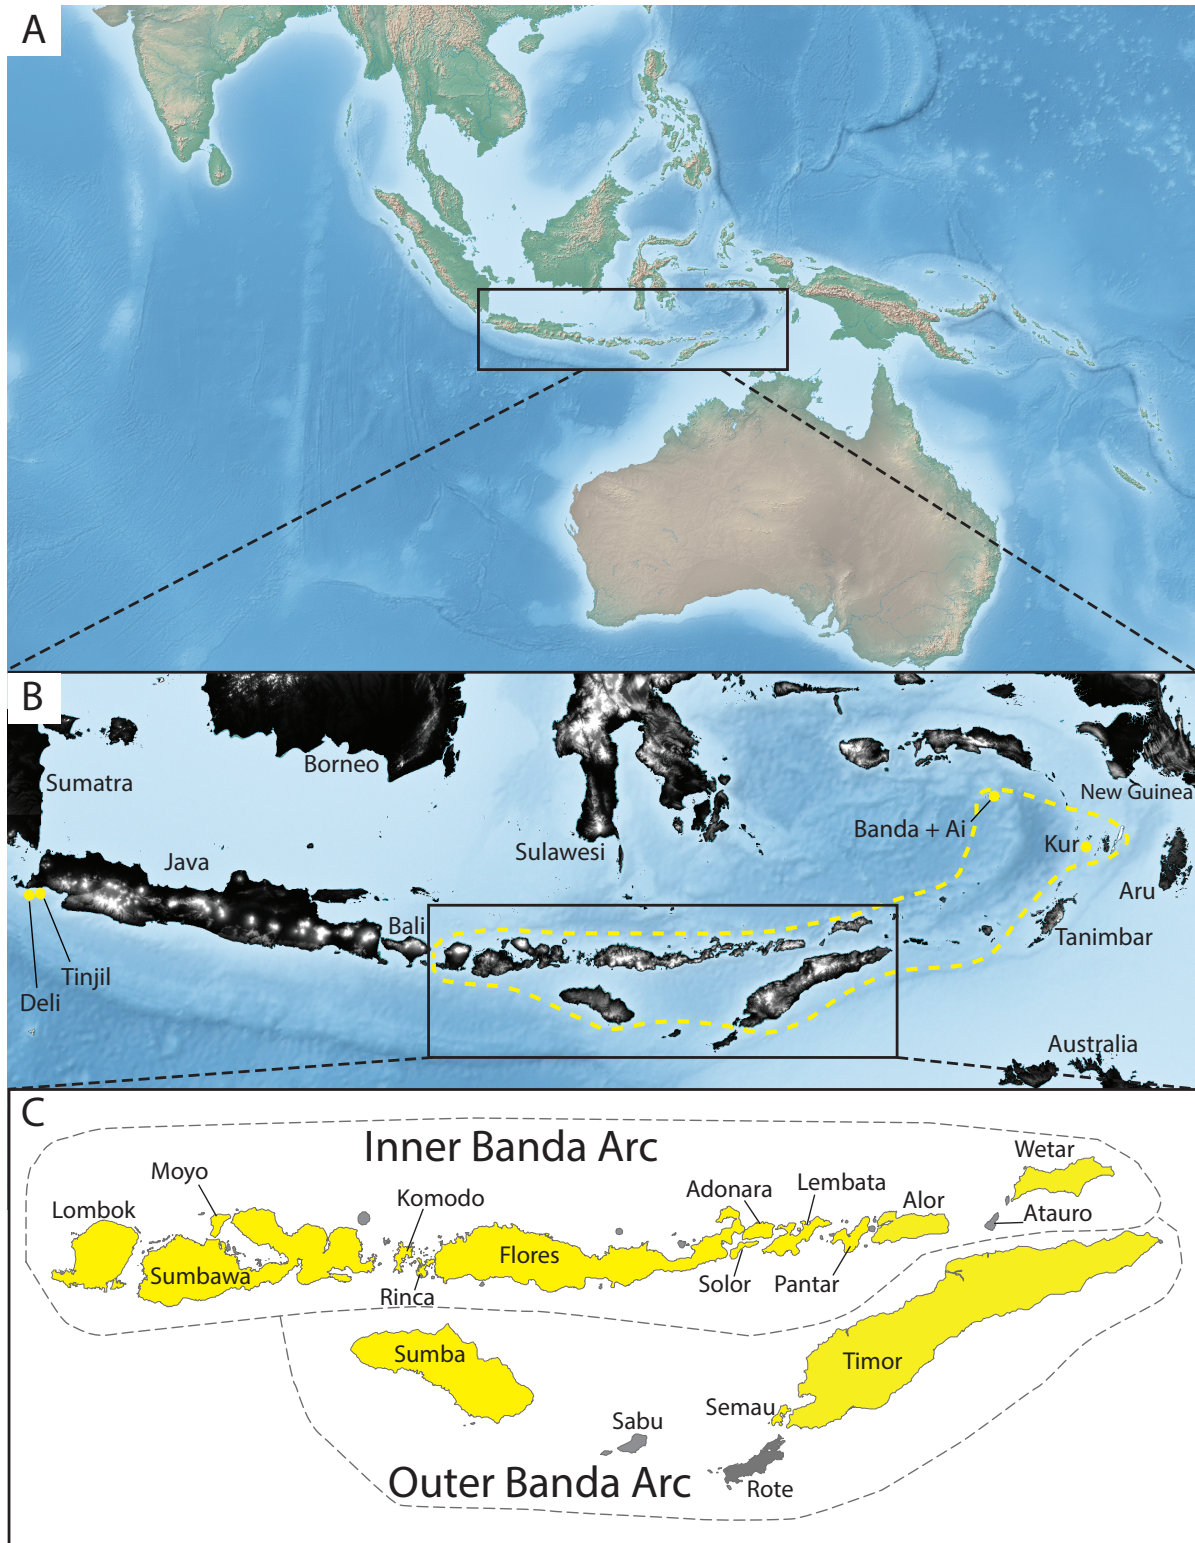 A
B
Sumatra
Borneo
New Guinea
Banda + Ai
Kur
Sulawesi
Java
Aru
Bali
Tanimbar
Tinjil
Deli
Australia
C
Inner Banda Arc
Wetar
Moyo
Komodo
Adonara
Lembata
Alor
Lombok
Atauro
Flores
Sumbawa
Solor
Pantar
Rinca
Sumba
Timor
Semau
Sabu
Outer Banda Arc
Rote